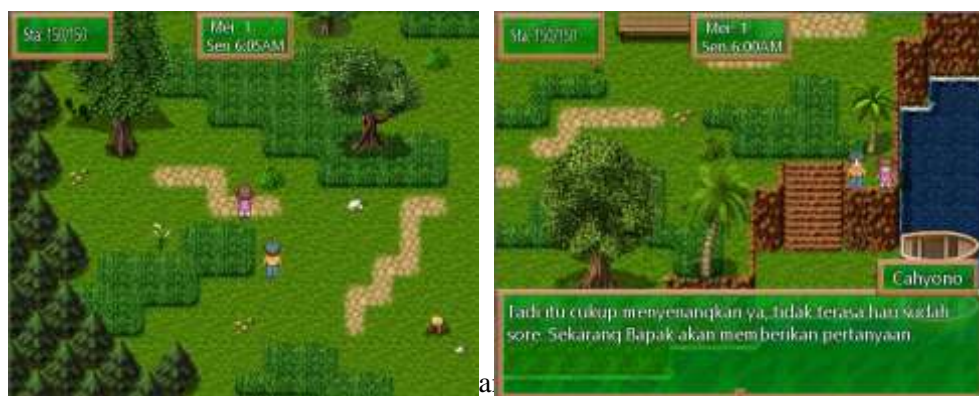 Sta: 150/150
Mei 1
Sen 6:05AM
Sta: 150/150
Mei 1
Sen 6:00AM
Cahyono
Tadi itu cukup menyenangkan ya, tidak terasa hari sudah
sore. Sekarang Bapak akan memberikan pertanyaan